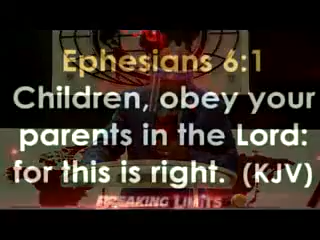 Ephesians 6:1
Children, obey your
parents in the Lord:
for this is right. (KJV)
BREAKING LIMITS